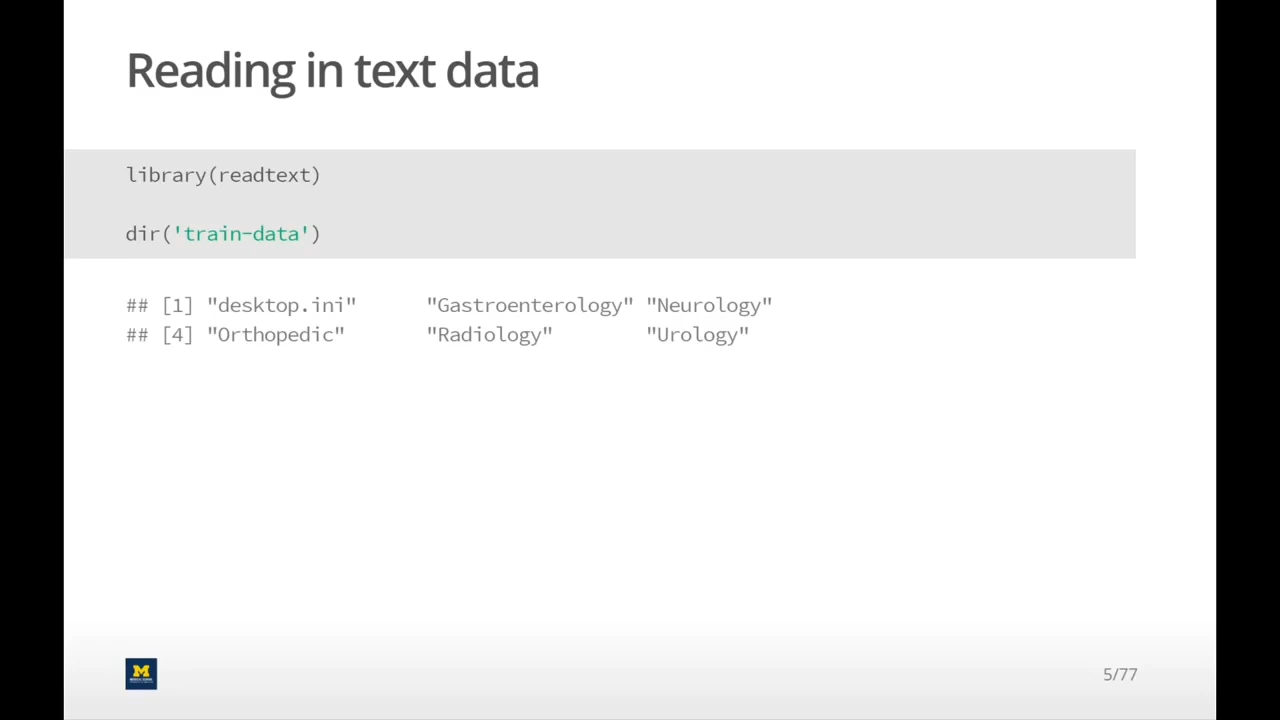 Reading in text data
library(readtext)
dir('train-data')
## [1] "desktop.ini" "Gastroenterology" "Neurology"
## [4] "Orthopedic" "Radiology" "Urology"
M
5/77